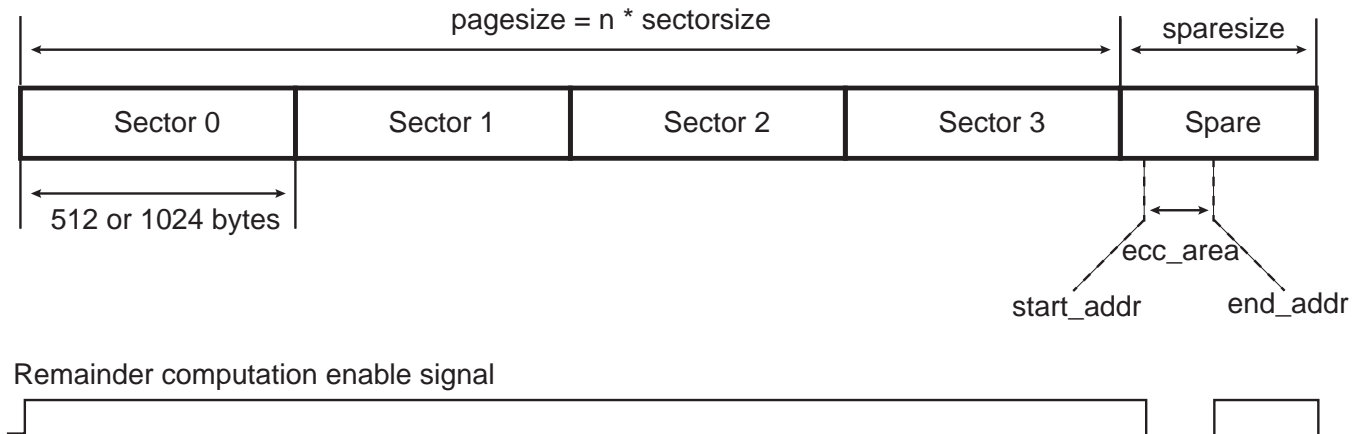 pagesize = n * sectorsize
sparesize
Sector 0
Sector 1
Sector 2
Sector 3
Spare
512 or 1024 bytes
ecc_area
start_addr
end_addr
Remainder computation enable signal